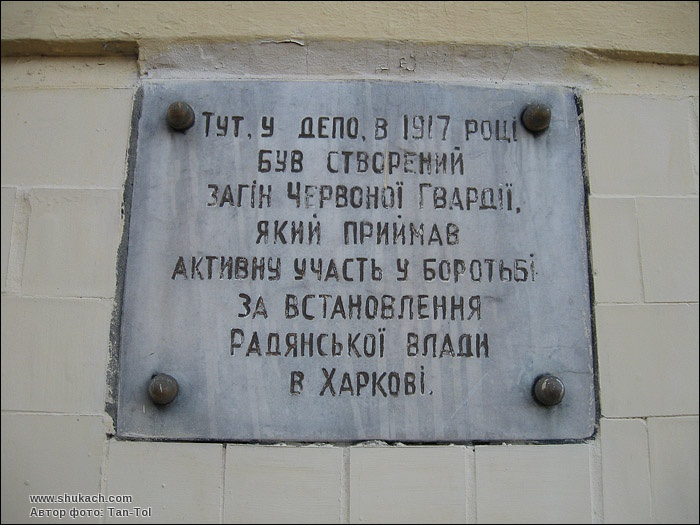 Тут, у депо, в 1917 році
був створений
загін Червоної Гвардії,
який приймав
активну участь у боротьбі
за встановлення
Радянської влади
в Харкові.
www.shukach.com
Автор фото: Tan-Tol